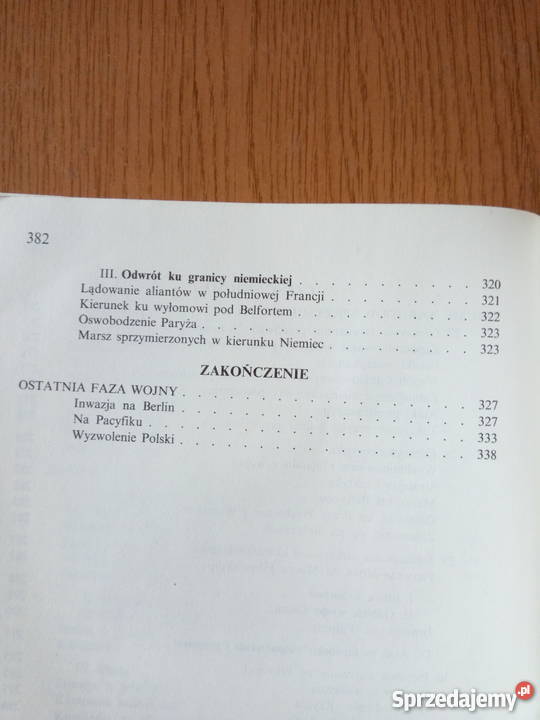 382
III. Odwrót ku granicy niemieckiej . . . . . . . . . . . 320
Lądowanie aliantów w południowej Francji . . . . . . . . . 321
Kierunek ku wyłomowi pod Belfortem . . . . . . . . . . . 322
Oswobodzenie Paryża . . . . . . . . . . . . . . . . 323
Marsz sprzymierzonych w kierunku Niemiec . . . . . . . . . 323
ZAKOŃCZENIE
OSTATNIA FAZA WOJNY . . . . . . . . . . . . . . . 327
Inwazja na Berlin . . . . . . . . . . . . . . . 327
Na Pacyfiku . . . . . . . . . . . . . . . . . 333
Wyzwolenie Polski . . . . . . . . . . . . . . . 338
Sprzedajemy.pl